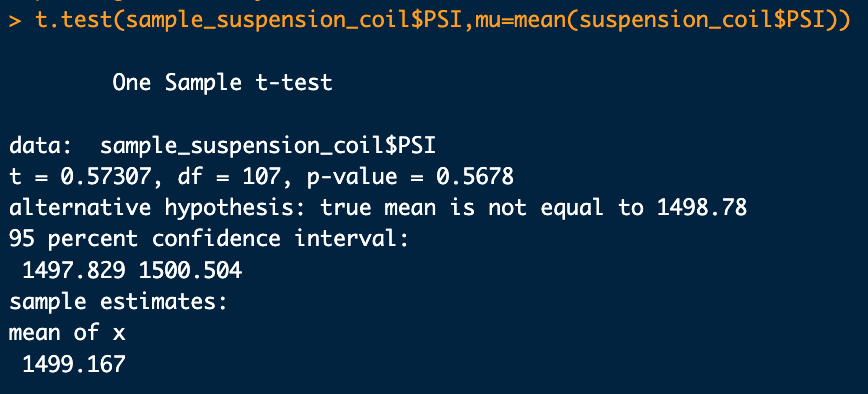 > t.test(sample_suspension_coil$PSI,mu=mean(suspension_coil$PSI))
One Sample t-test
data:  sample_suspension_coil$PSI
t = 0.57307, df = 107, p-value = 0.5678
alternative hypothesis: true mean is not equal to 1498.78
95 percent confidence interval:
1497.829 1500.504
sample estimates:
mean of x
1499.167